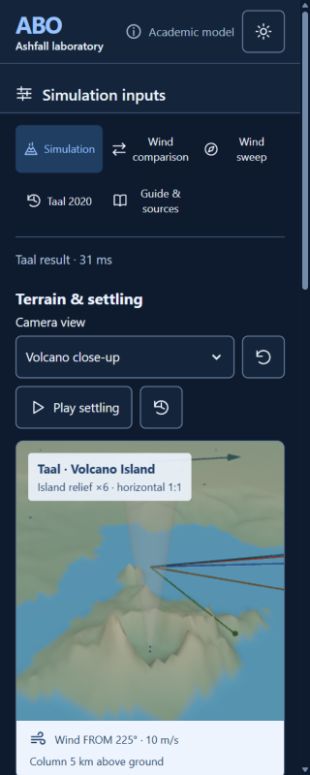 ABO
Ashfall laboratory
Academic model
Simulation inputs
Simulation
Wind
comparison
Wind
sweep
Taal 2020
Guide &
sources
Taal result · 31 ms
Terrain & settling
Camera view
Volcano close-up
Play settling
Taal · Volcano Island
Island relief ×6 · horizontal 1:1
Wind FROM 225° · 10 m/s
Column 5 km above ground